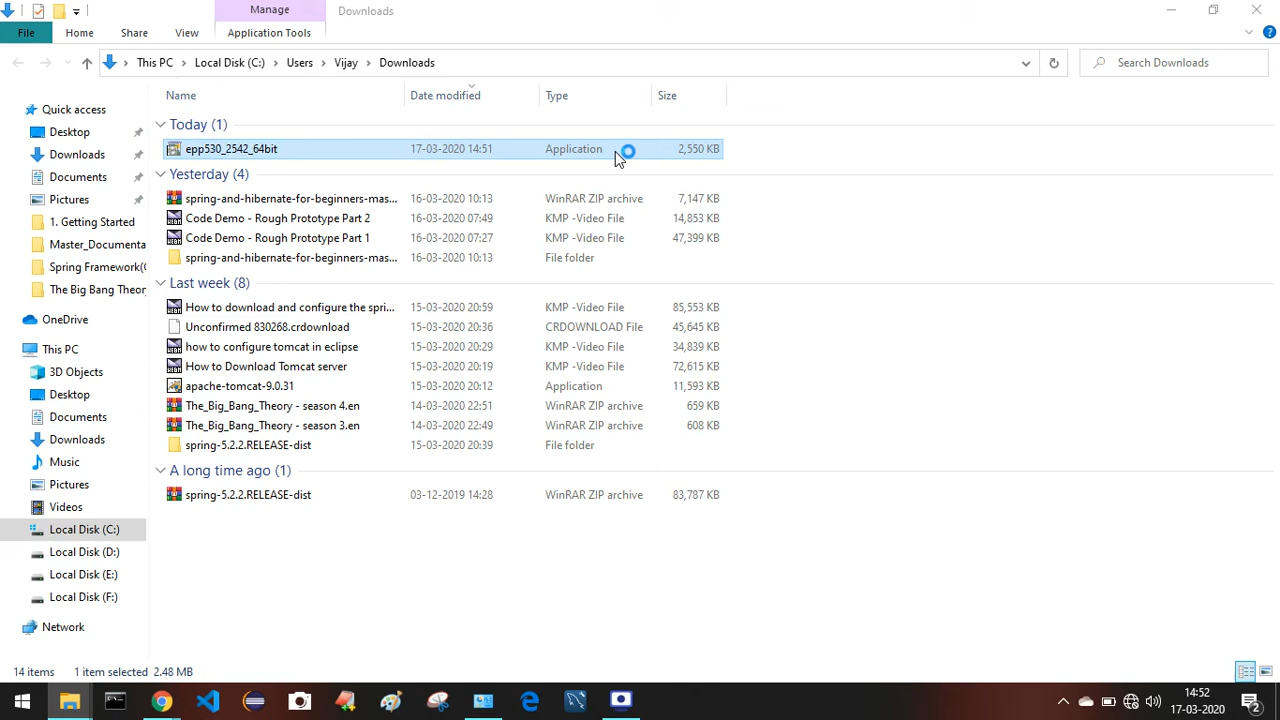 Manage
Downloads
File
Home
Share
View
Application Tools
This PC
Local Disk (C:)
Users
Vijay
Downloads
Search Downloads
Name
Date modified
Type
Size
Quick access
Desktop
Downloads
Documents
Pictures
1. Getting Started
Master_Documenta
Spring Framework(
The Big Bang Theor
OneDrive
This PC
3D Objects
Desktop
Documents
Downloads
Music
Pictures
Videos
Local Disk (C:)
Local Disk (D:)
Local Disk (E:)
Local Disk (F:)
Network
Today (1)
epp530_2542_64bit 17-03-2020 14:51 Application 2,550 KB
Yesterday (4)
spring-and-hibernate-for-beginners-mas... 16-03-2020 10:13 WinRAR ZIP archive 7,147 KB
Code Demo - Rough Prototype Part 2 16-03-2020 07:49 KMP -Video File 14,853 KB
Code Demo - Rough Prototype Part 1 16-03-2020 07:27 KMP -Video File 47,399 KB
spring-and-hibernate-for-beginners-mas... 16-03-2020 10:13 File folder
Last week (8)
How to download and configure the spri... 15-03-2020 20:59 KMP -Video File 85,553 KB
Unconfirmed 830268.crdownload 15-03-2020 20:36 CRDOWNLOAD File 45,645 KB
how to configure tomcat in eclipse 15-03-2020 20:29 KMP -Video File 34,839 KB
How to Download Tomcat server 15-03-2020 20:19 KMP -Video File 72,615 KB
apache-tomcat-9.0.31 15-03-2020 20:12 Application 11,593 KB
The_Big_Bang_Theory - season 4.en 14-03-2020 22:51 WinRAR ZIP archive 659 KB
The_Big_Bang_Theory - season 3.en 14-03-2020 22:49 WinRAR ZIP archive 608 KB
spring-5.2.2.RELEASE-dist 15-03-2020 20:39 File folder
A long time ago (1)
spring-5.2.2.RELEASE-dist 03-12-2019 14:28 WinRAR ZIP archive 83,787 KB
14 items 1 item selected 2.48 MB
14:52
17-03-2020
2